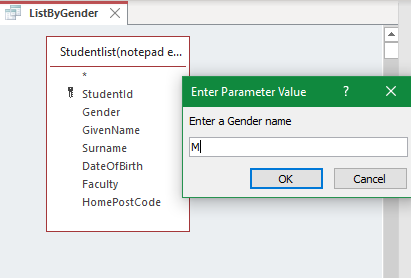 ListByGender
Studentlist(notepad e...
*
StudentId
Gender
GivenName
Surname
DateOfBirth
Faculty
HomePostCode
Enter Parameter Value
?
Enter a Gender name
M
OK Cancel